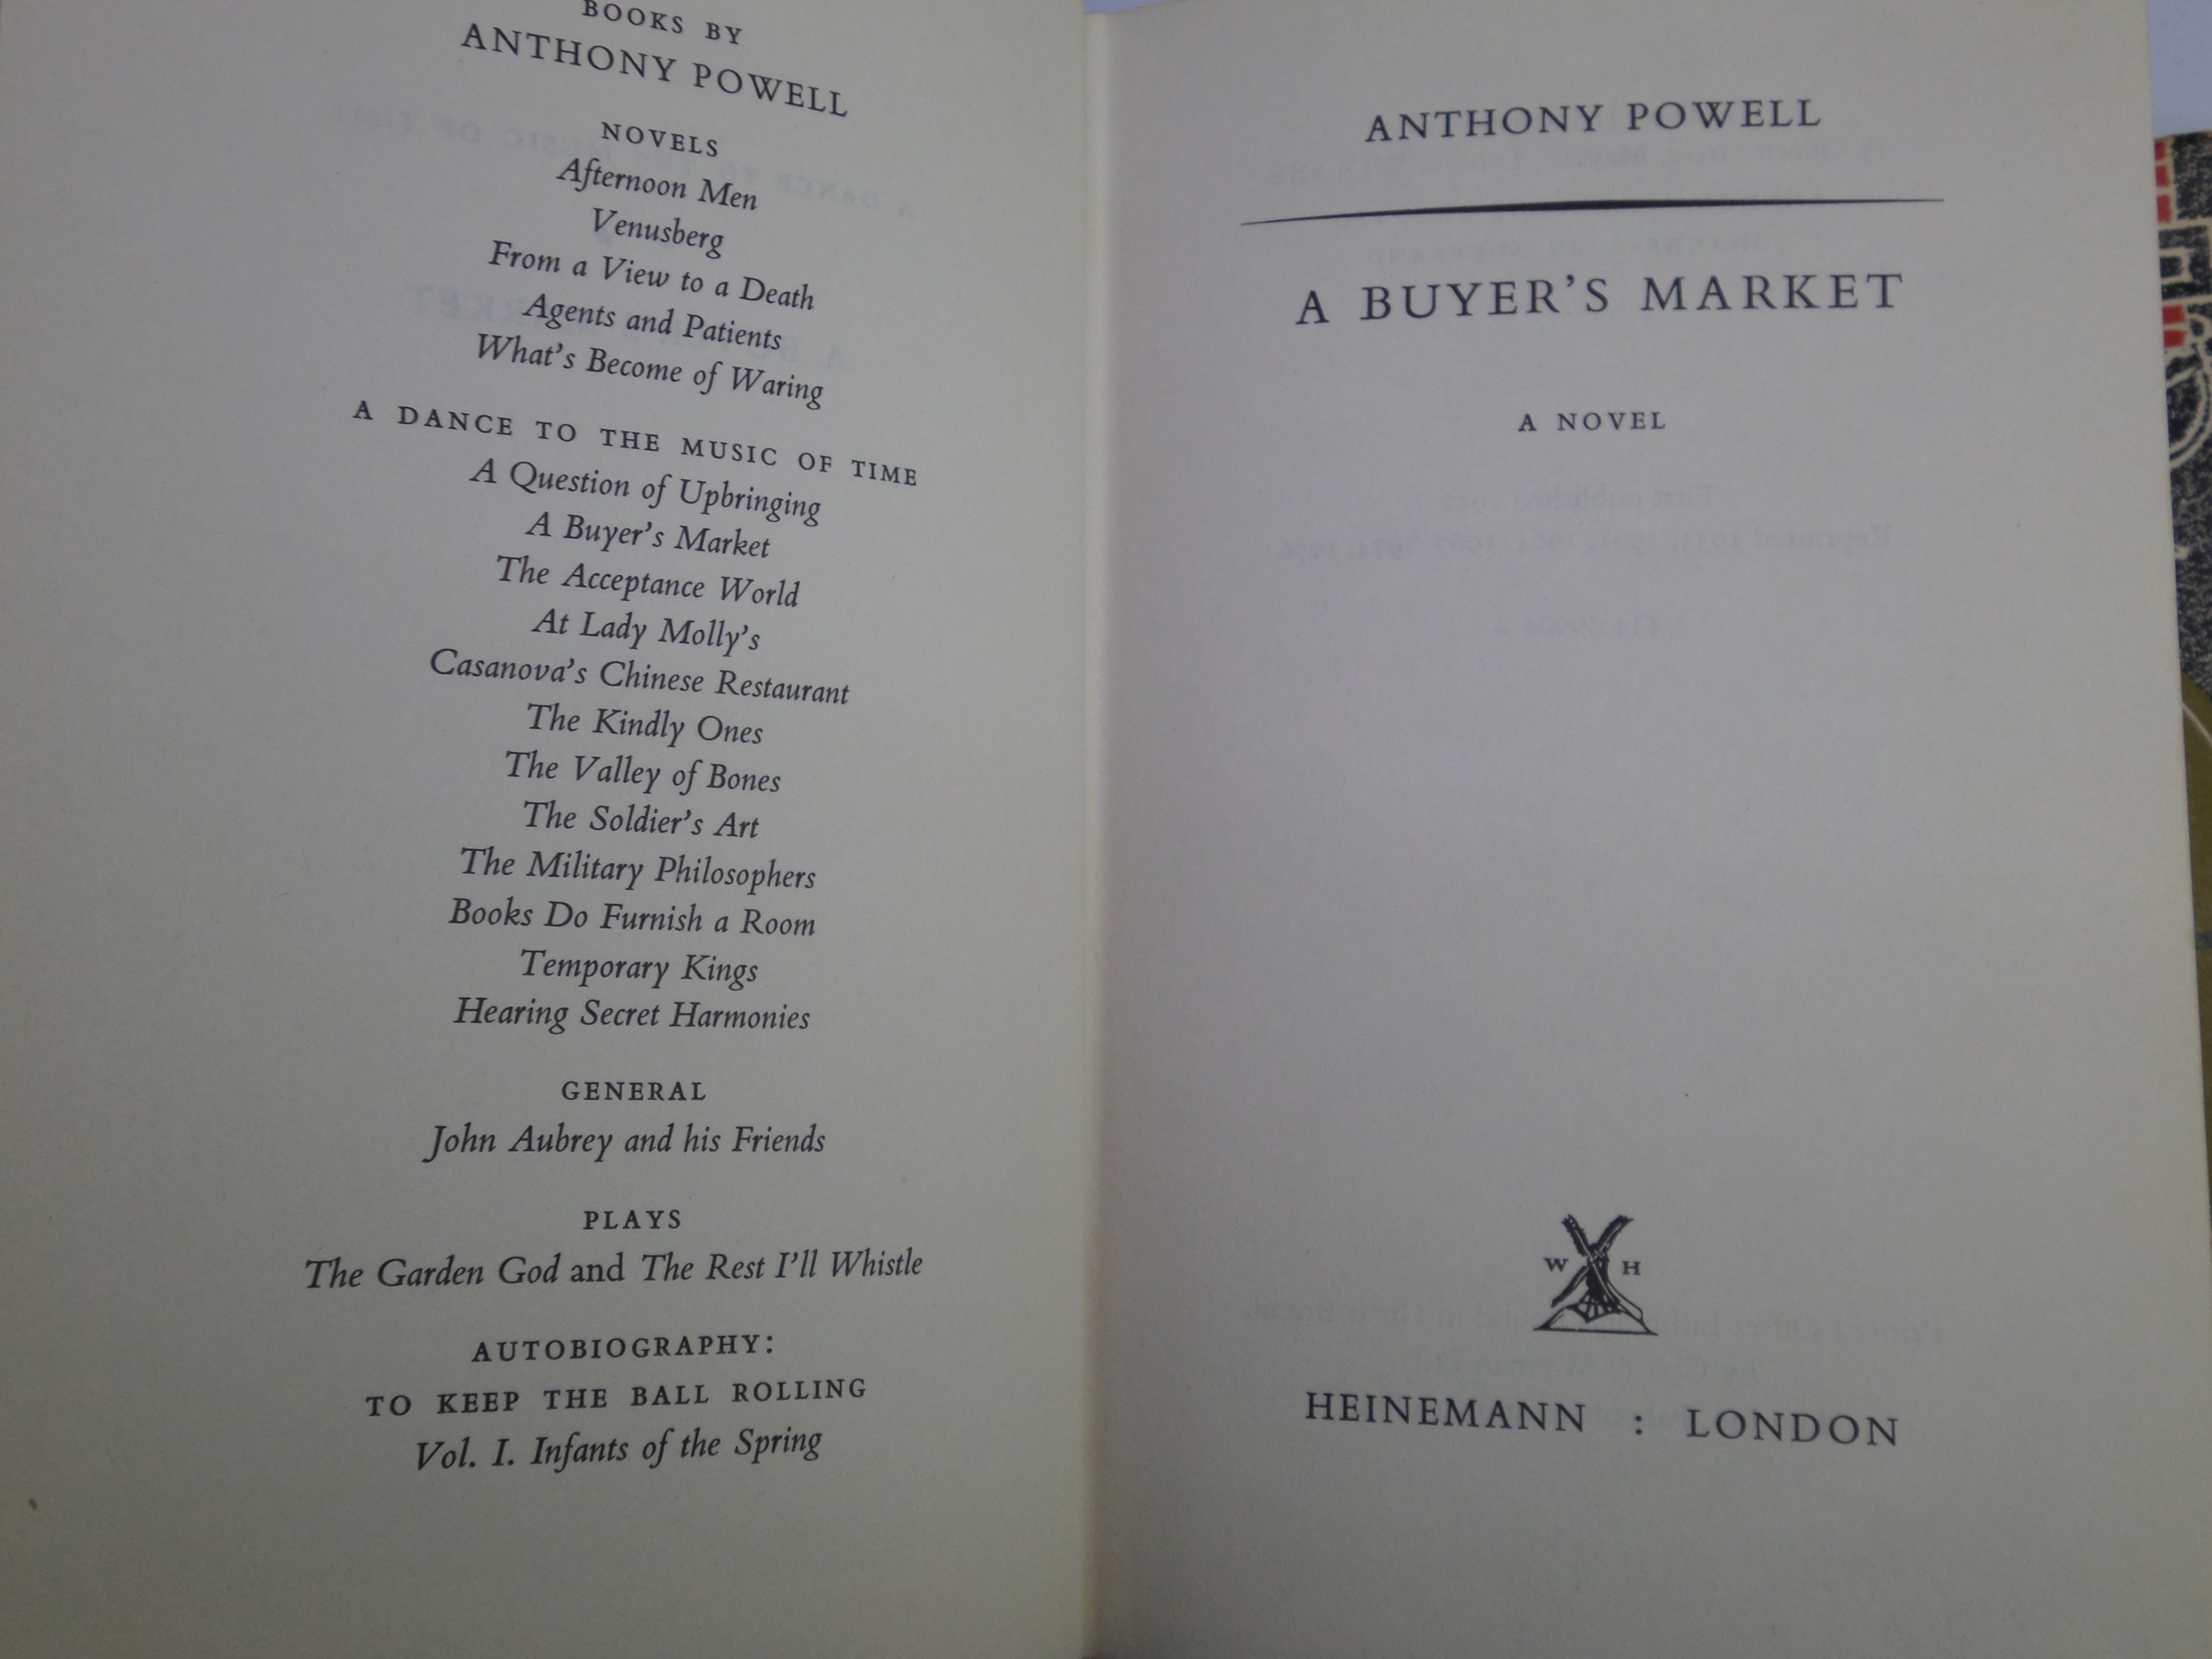 BOOKS BY
ANTHONY POWELL
NOVELS
Afternoon Men
Venusberg
From a View to a Death
Agents and Patients
What's Become of Waring
A DANCE TO THE MUSIC OF TIME
A Question of Upbringing
A Buyer's Market
The Acceptance World
At Lady Molly's
Casanova's Chinese Restaurant
The Kindly Ones
The Valley of Bones
The Soldier's Art
The Military Philosophers
Books Do Furnish a Room
Temporary Kings
Hearing Secret Harmonies
GENERAL
John Aubrey and his Friends
PLAYS
The Garden God and The Rest I'll Whistle
AUTOBIOGRAPHY:
TO KEEP THE BALL ROLLING
Vol. I. Infants of the Spring
ANTHONY POWELL
A BUYER'S MARKET
A NOVEL
W H
HEINEMANN : LONDON